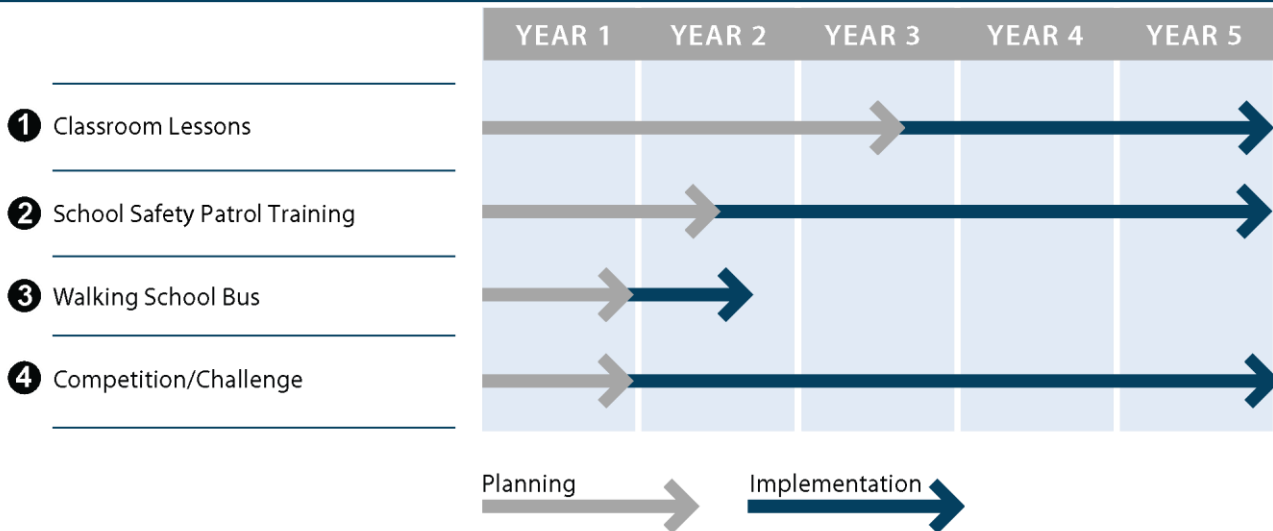 YEAR 1 YEAR 2 YEAR 3 YEAR 4 YEAR 5
1 Classroom Lessons
2 School Safety Patrol Training
3 Walking School Bus
4 Competition/Challenge
Planning Implementation